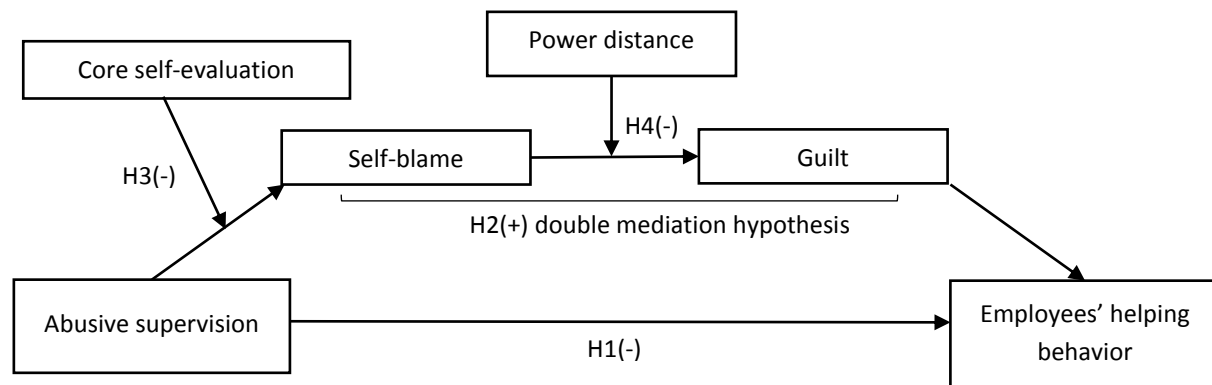 Power distance
Core self-evaluation
H4(-)
Self-blame
Guilt
H3(-)
H2(+) double mediation hypothesis
Abusive supervision
Employees’ helping
behavior
H1(-)